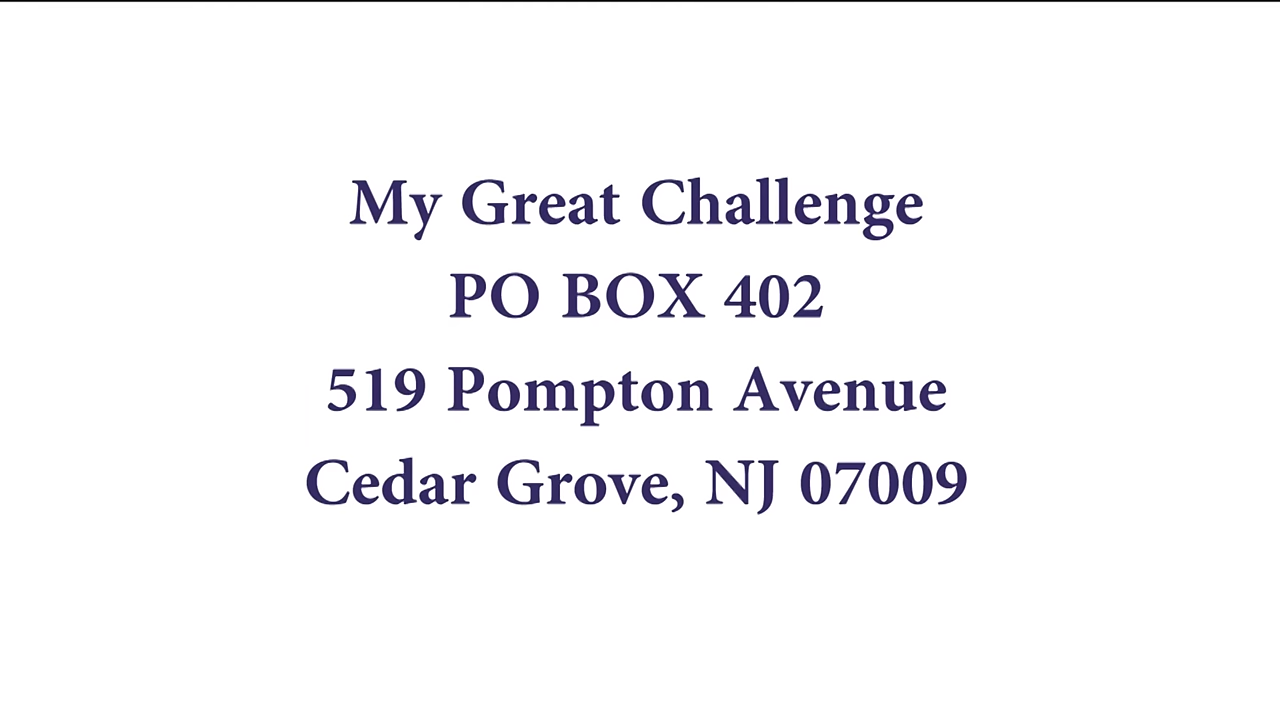 My Great Challenge
PO BOX 402
519 Pompton Avenue
Cedar Grove, NJ 07009